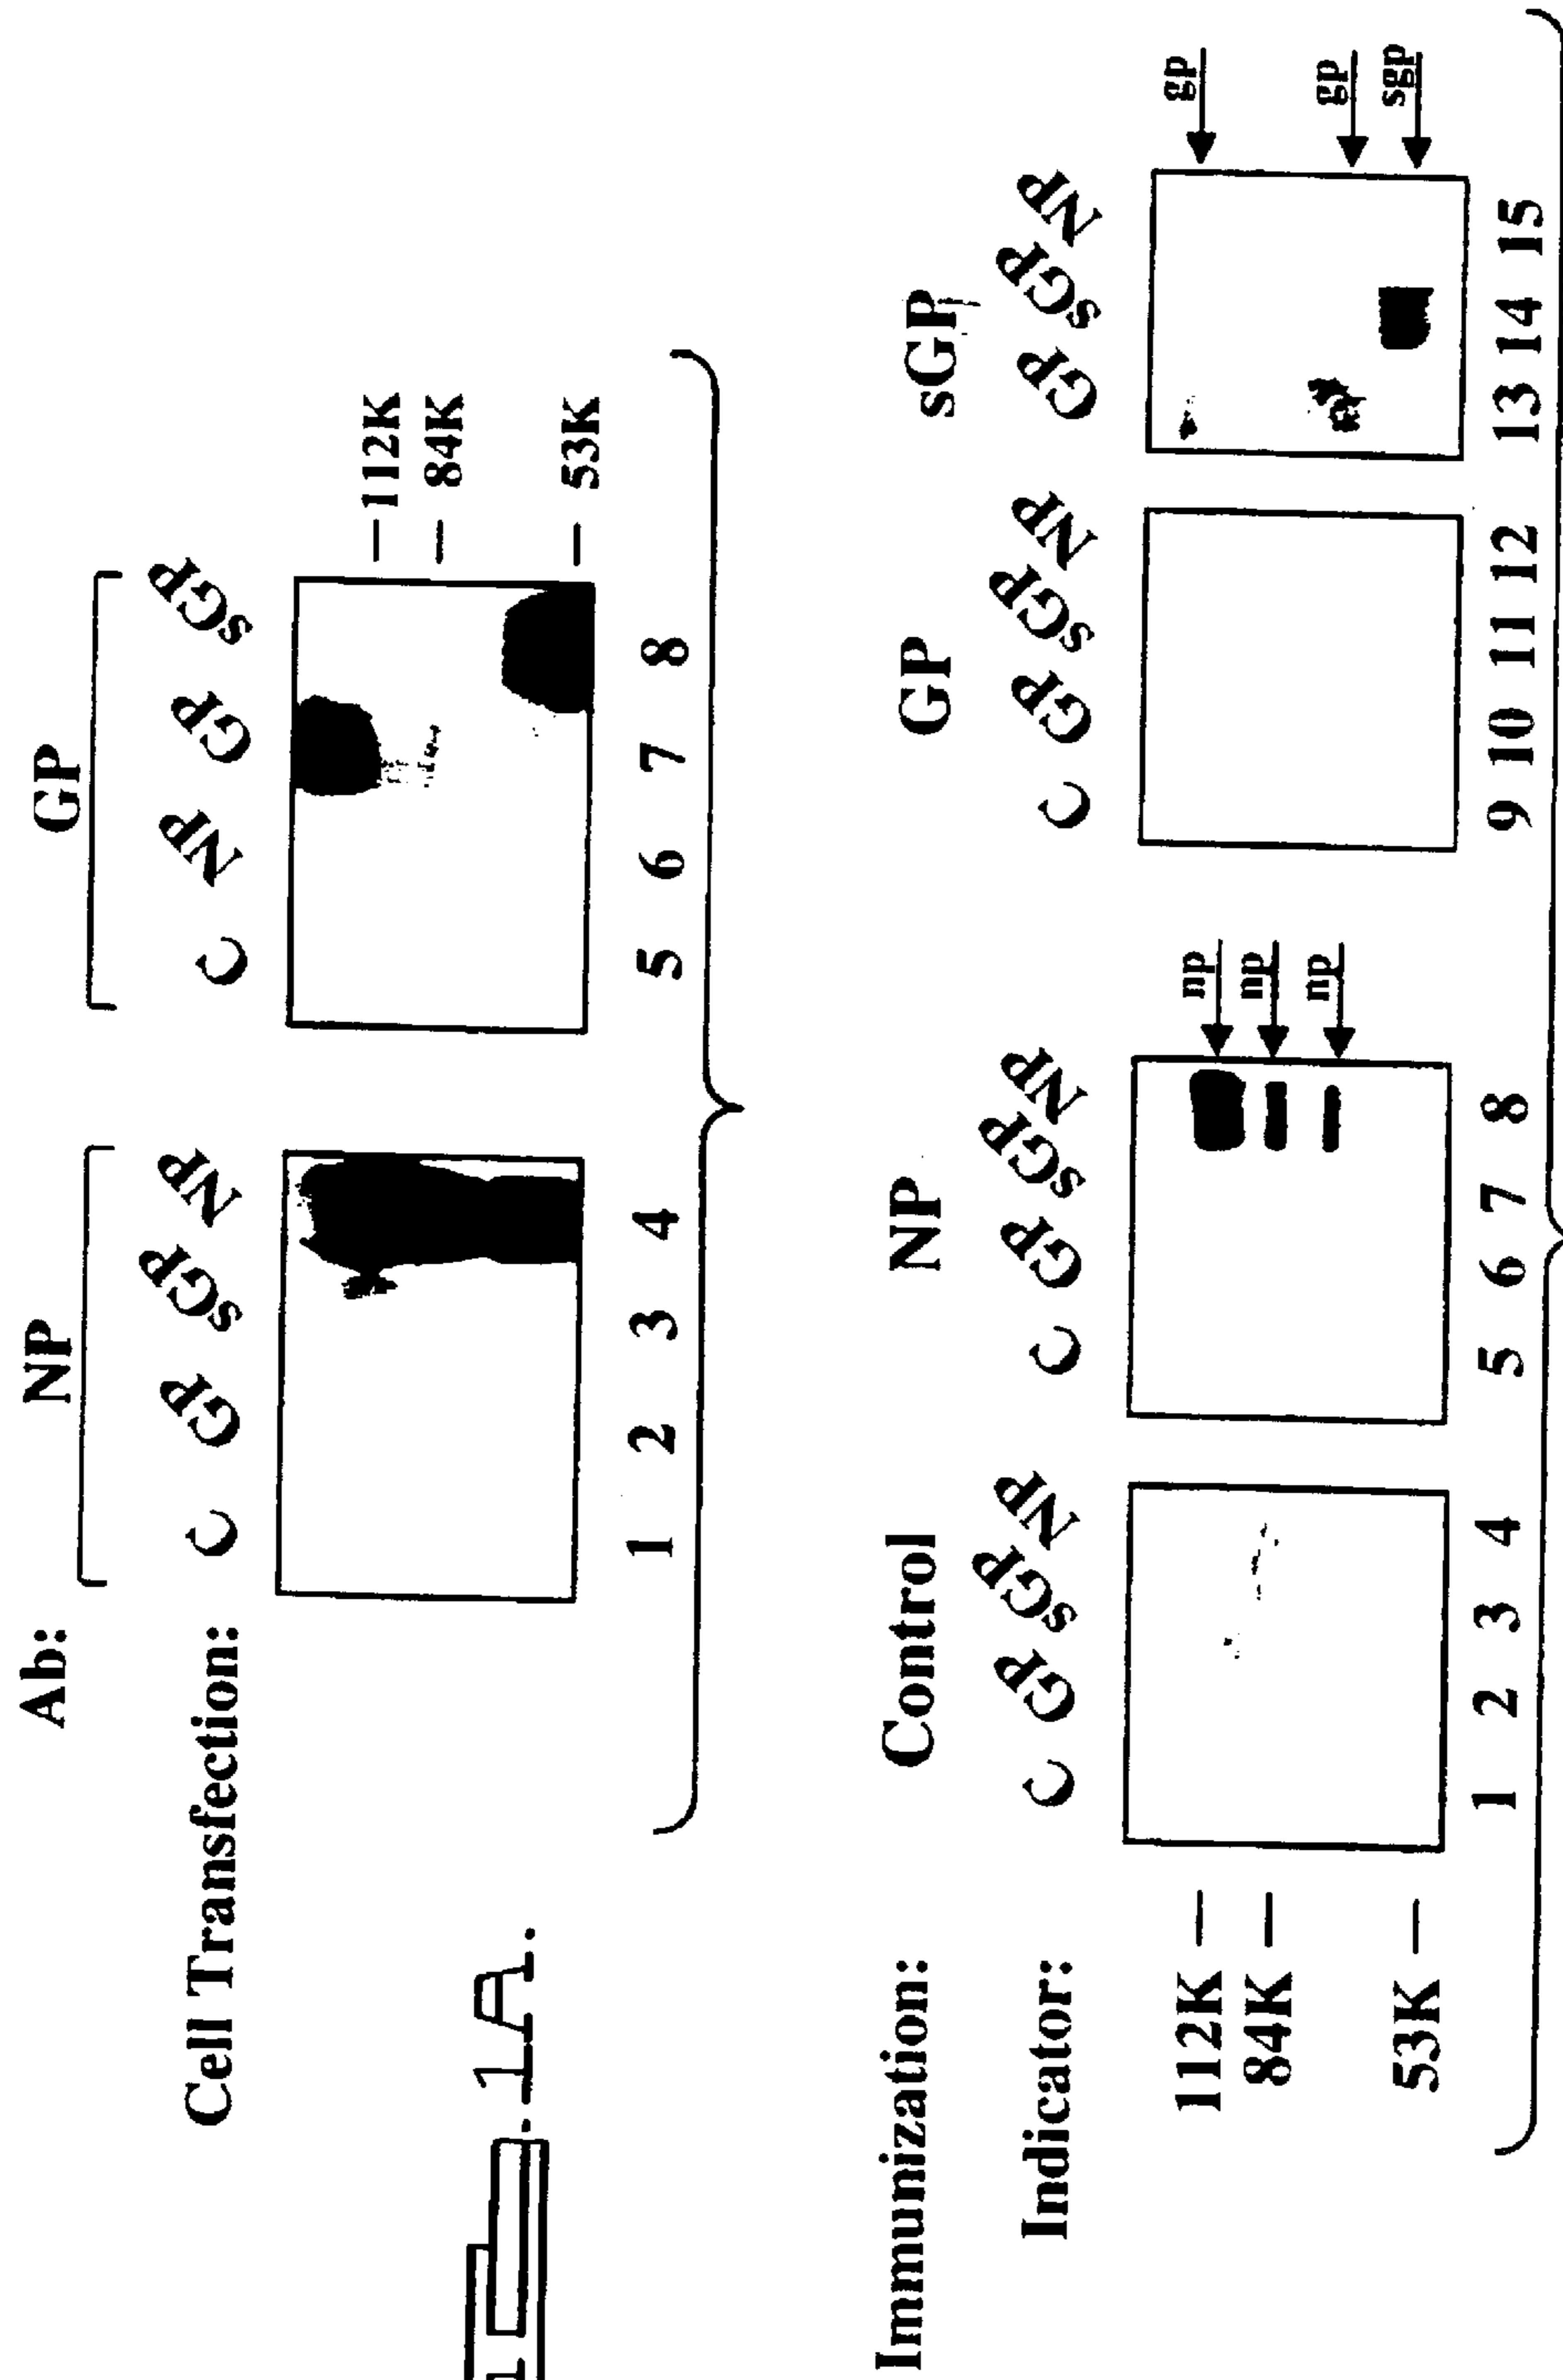 Ab: NP GP
Cell Transfection: C GP sGP NP C NP GP sGP
112K
84K
53K
1 2 3 4 5 6 7 8
1A.
Immunization: Control NP GP sGP
Indicator: C GP sGP NP C GP sGP NP C GP sGP NP GP sGP NP
112K
84K
53K
np
np
np
gp
gp
sgp
1 2 3 4 5 6 7 8 9 10 11 12 13 14 15